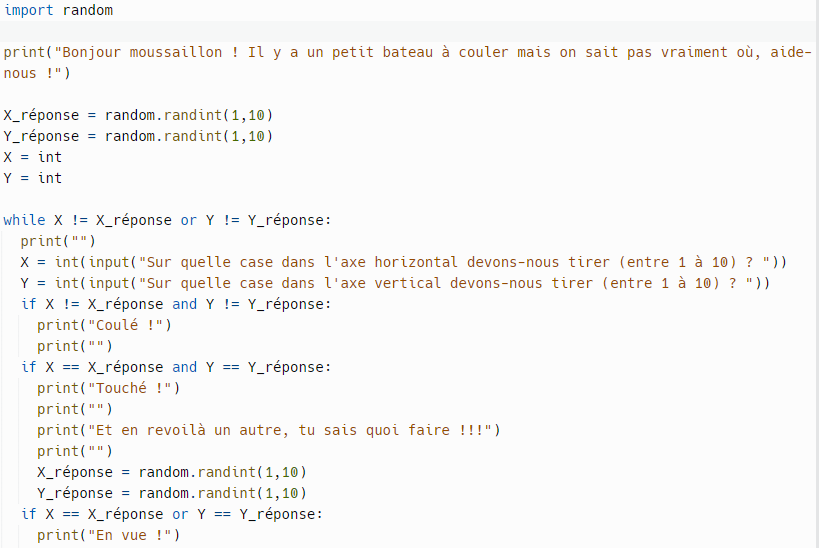 import random
print("Bonjour moussaillon ! Il y a un petit bateau à couler mais on sait pas vraiment où, aide-
nous !")
X_réponse = random.randint(1,10)
Y_réponse = random.randint(1,10)
X = int
Y = int
while X != X_réponse or Y != Y_réponse:
  print("")
  X = int(input("Sur quelle case dans l'axe horizontal devons-nous tirer (entre 1 à 10) ? "))
  Y = int(input("Sur quelle case dans l'axe vertical devons-nous tirer (entre 1 à 10) ? "))
  if X != X_réponse and Y != Y_réponse:
    print("Coulé !")
    print("")
  if X == X_réponse and Y == Y_réponse:
    print("Touché !")
    print("")
    print("Et en revoilà un autre, tu sais quoi faire !!!")
    print("")
    X_réponse = random.randint(1,10)
    Y_réponse = random.randint(1,10)
  if X == X_réponse or Y == Y_réponse:
    print("En vue !")